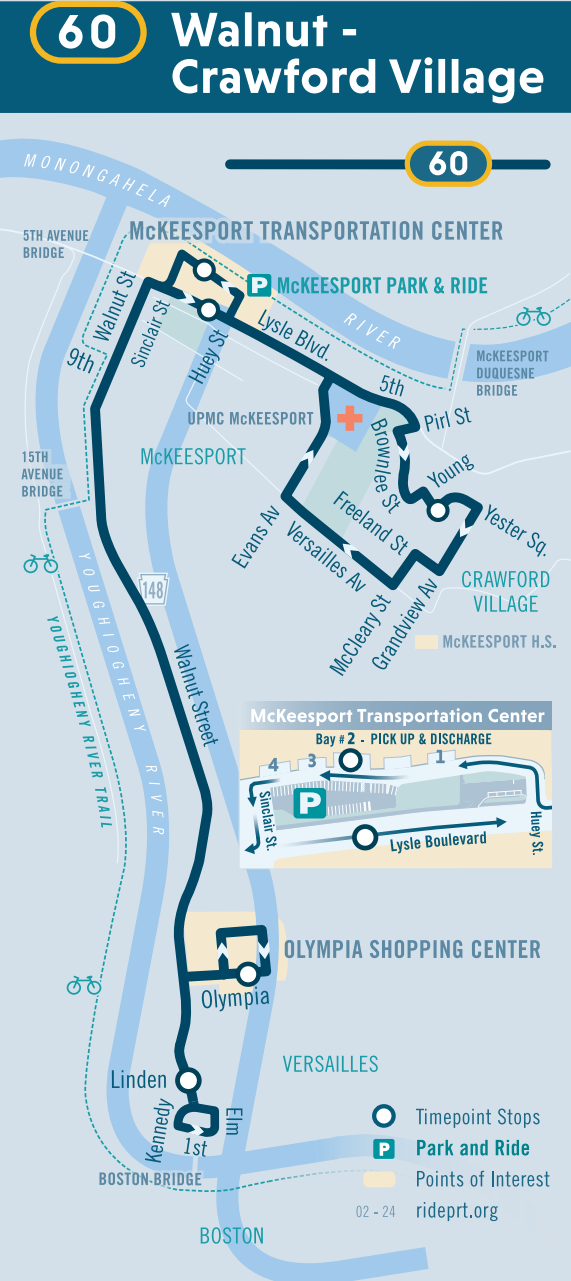 60 Walnut -
Crawford Village
60
MONONGAHELA
RIVER
5TH AVENUE
BRIDGE
McKEESPORT TRANSPORTATION CENTER
P McKEESPORT PARK & RIDE
Walnut St
Sinclair St
Huey St
Lysle Blvd.
9th
5th
McKEESPORT
DUQUESNE
BRIDGE
UPMC McKEESPORT
Pirl St
Brownlee St
Young
McKEESPORT
15TH
AVENUE
BRIDGE
Evans Av
Freeland St
Versailles Av
Yester Sq.
CRAWFORD
VILLAGE
McCleary St
Grandview Av
McKEESPORT H.S.
148
YOUGHIOGHENY RIVER
YOUGHIOGHENY RIVER TRAIL
Walnut Street
McKeesport Transportation Center
Bay # 2 - PICK UP & DISCHARGE
4
3
1
P
Sinclair St.
Lysle Boulevard
Huey St.
OLYMPIA SHOPPING CENTER
Olympia
VERSAILLES
Linden
Kennedy
Elm
1st
BOSTON BRIDGE
BOSTON
Timepoint Stops
P Park and Ride
Points of Interest
02 - 24 rideprt.org